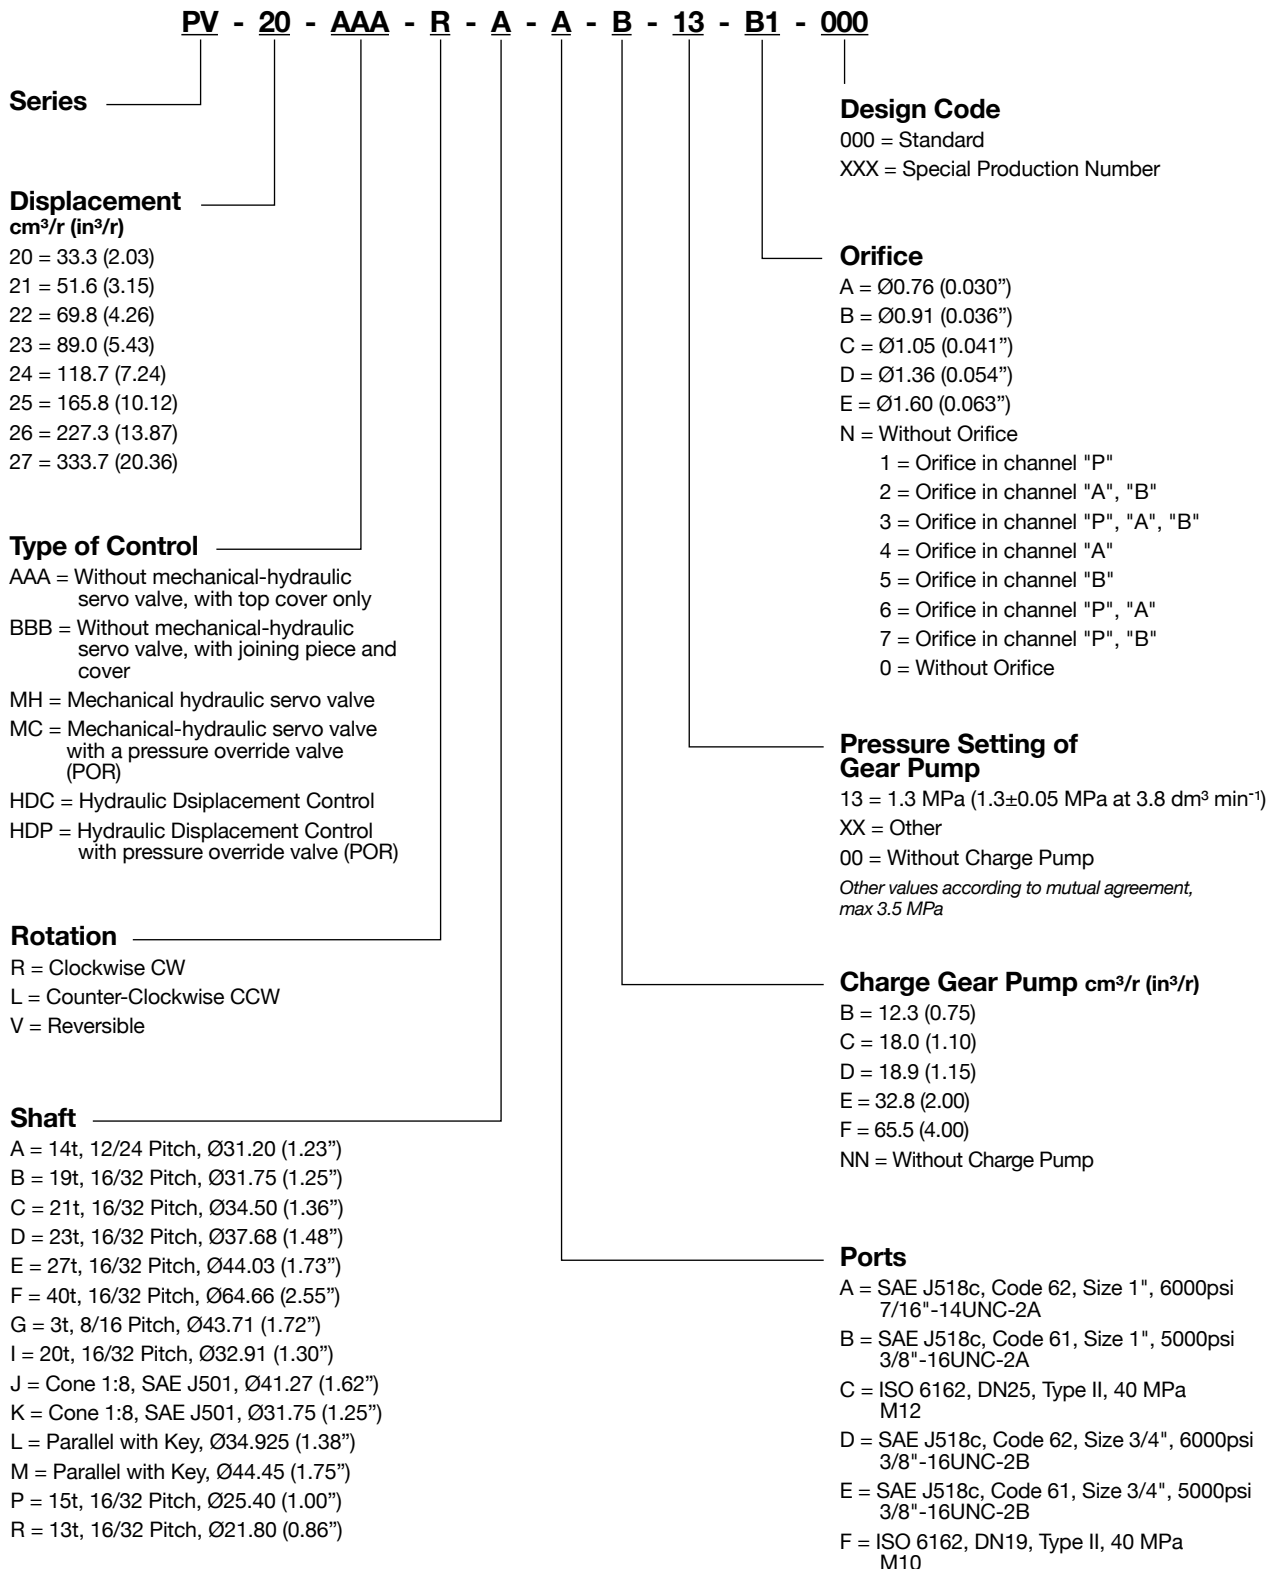 PV - 20 - AAA - R - A - A - B - 13 - B1 - 000
Series
Displacement
cm³/r (in³/r)
20 = 33.3 (2.03)
21 = 51.6 (3.15)
22 = 69.8 (4.26)
23 = 89.0 (5.43)
24 = 118.7 (7.24)
25 = 165.8 (10.12)
26 = 227.3 (13.87)
27 = 333.7 (20.36)
Type of Control
AAA = Without mechanical-hydraulic
servo valve, with top cover only
BBB = Without mechanical-hydraulic
servo valve, with joining piece and
cover
MH = Mechanical hydraulic servo valve
MC = Mechanical-hydraulic servo valve
with a pressure override valve
(POR)
HDC = Hydraulic Dsiplacement Control
HDP = Hydraulic Displacement Control
with pressure override valve (POR)
Rotation
R = Clockwise CW
L = Counter-Clockwise CCW
V = Reversible
Shaft
A = 14t, 12/24 Pitch, Ø31.20 (1.23”)
B = 19t, 16/32 Pitch, Ø31.75 (1.25”)
C = 21t, 16/32 Pitch, Ø34.50 (1.36”)
D = 23t, 16/32 Pitch, Ø37.68 (1.48”)
E = 27t, 16/32 Pitch, Ø44.03 (1.73”)
F = 40t, 16/32 Pitch, Ø64.66 (2.55”)
G = 3t, 8/16 Pitch, Ø43.71 (1.72”)
I = 20t, 16/32 Pitch, Ø32.91 (1.30”)
J = Cone 1:8, SAE J501, Ø41.27 (1.62”)
K = Cone 1:8, SAE J501, Ø31.75 (1.25”)
L = Parallel with Key, Ø34.925 (1.38”)
M = Parallel with Key, Ø44.45 (1.75”)
P = 15t, 16/32 Pitch, Ø25.40 (1.00”)
R = 13t, 16/32 Pitch, Ø21.80 (0.86”)
Design Code
000 = Standard
XXX = Special Production Number
Orifice
A = Ø0.76 (0.030”)
B = Ø0.91 (0.036”)
C = Ø1.05 (0.041”)
D = Ø1.36 (0.054”)
E = Ø1.60 (0.063”)
N = Without Orifice
1 = Orifice in channel "P"
2 = Orifice in channel "A", "B"
3 = Orifice in channel "P", "A", "B"
4 = Orifice in channel "A"
5 = Orifice in channel "B"
6 = Orifice in channel "P", "A"
7 = Orifice in channel "P", "B"
0 = Without Orifice
Pressure Setting of
Gear Pump
13 = 1.3 MPa (1.3±0.05 MPa at 3.8 dm³ min⁻¹)
XX = Other
00 = Without Charge Pump
Other values according to mutual agreement,
max 3.5 MPa
Charge Gear Pump cm³/r (in³/r)
B = 12.3 (0.75)
C = 18.0 (1.10)
D = 18.9 (1.15)
E = 32.8 (2.00)
F = 65.5 (4.00)
NN = Without Charge Pump
Ports
A = SAE J518c, Code 62, Size 1", 6000psi
7/16"-14UNC-2A
B = SAE J518c, Code 61, Size 1", 5000psi
3/8"-16UNC-2A
C = ISO 6162, DN25, Type II, 40 MPa
M12
D = SAE J518c, Code 62, Size 3/4", 6000psi
3/8"-16UNC-2B
E = SAE J518c, Code 61, Size 3/4", 5000psi
3/8"-16UNC-2B
F = ISO 6162, DN19, Type II, 40 MPa
M10